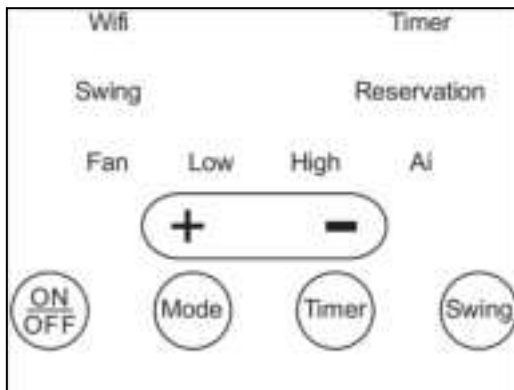 Wifi Timer
Swing Reservation
Fan Low High Ai
+ -
ON
OFF
Mode Timer Swing